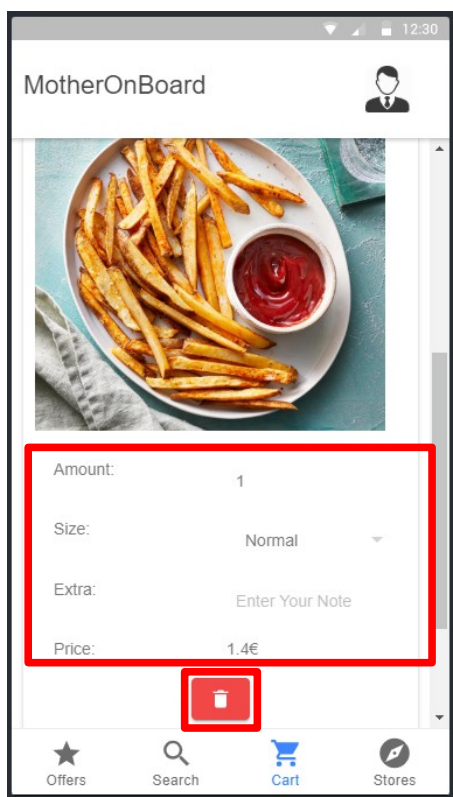 12:30
MotherOnBoard
Amount: 1
Size: Normal
Extra: Enter Your Note
Price: 1.4€
Offers Search Cart Stores